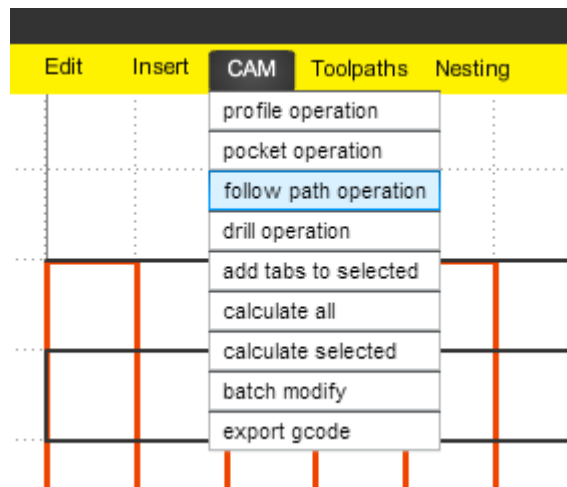 Edit Insert CAM Toolpaths Nesting
profile operation
pocket operation
follow path operation
drill operation
add tabs to selected
calculate all
calculate selected
batch modify
export gcode